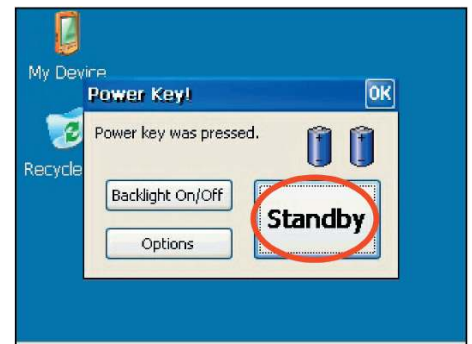 My Device
Power Key!
OK
Power key was pressed.
Recycle
Backlight On/Off
Standby
Options